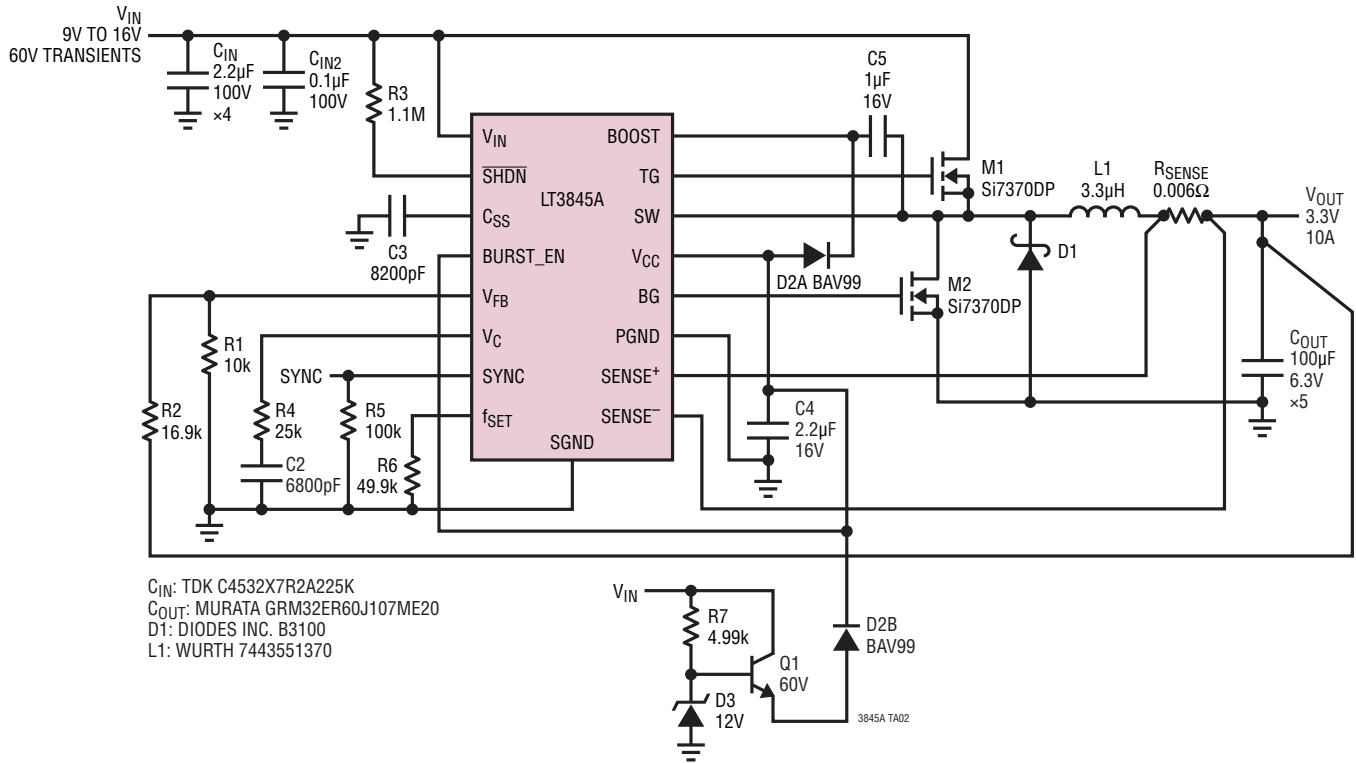 VIN
9V TO 16V
60V TRANSIENTS
CIN
2.2µF
100V
×4
CIN2
0.1µF
100V
R3
1.1M
C5
1µF
16V
VIN
SHDN
CSS
BURST_EN
VFB
VC
SYNC
fSET
LT3845A
SGND
BOOST
TG
SW
VCC
BG
PGND
SENSE+
SENSE–
M1
Si7370DP
L1
3.3µH
RSENSE
0.006Ω
VOUT
3.3V
10A
C3
8200pF
D2A BAV99
D1
M2
Si7370DP
R1
10k
SYNC
R2
16.9k
R4
25k
R5
100k
C2
6800pF
R6
49.9k
C4
2.2µF
16V
COUT
100µF
6.3V
×5
CIN: TDK C4532X7R2A225K
COUT: MURATA GRM32ER60J107ME20
D1: DIODES INC. B3100
L1: WURTH 7443551370
VIN
R7
4.99k
Q1
60V
D2B
BAV99
D3
12V
3845A TA02